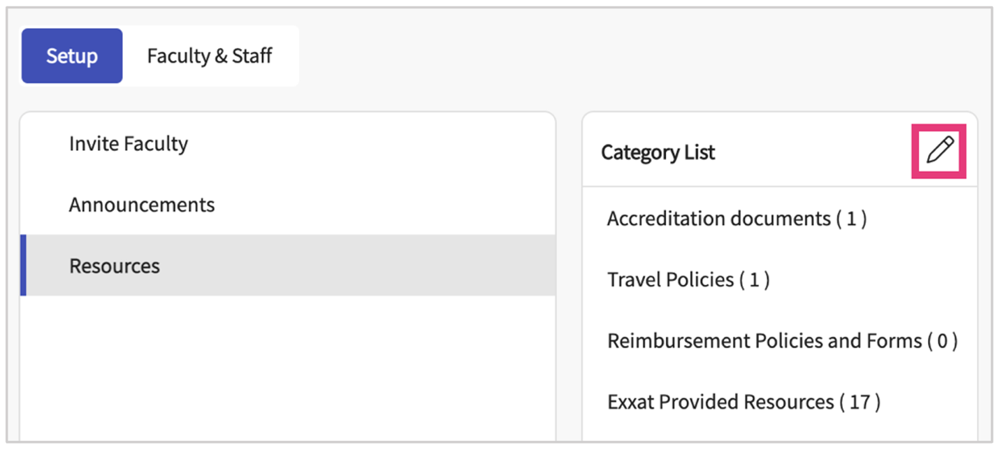 Setup
Faculty & Staff
Invite Faculty
Announcements
Resources
Category List
Accreditation documents ( 1 )
Travel Policies ( 1 )
Reimbursement Policies and Forms ( 0 )
Exxat Provided Resources ( 17 )